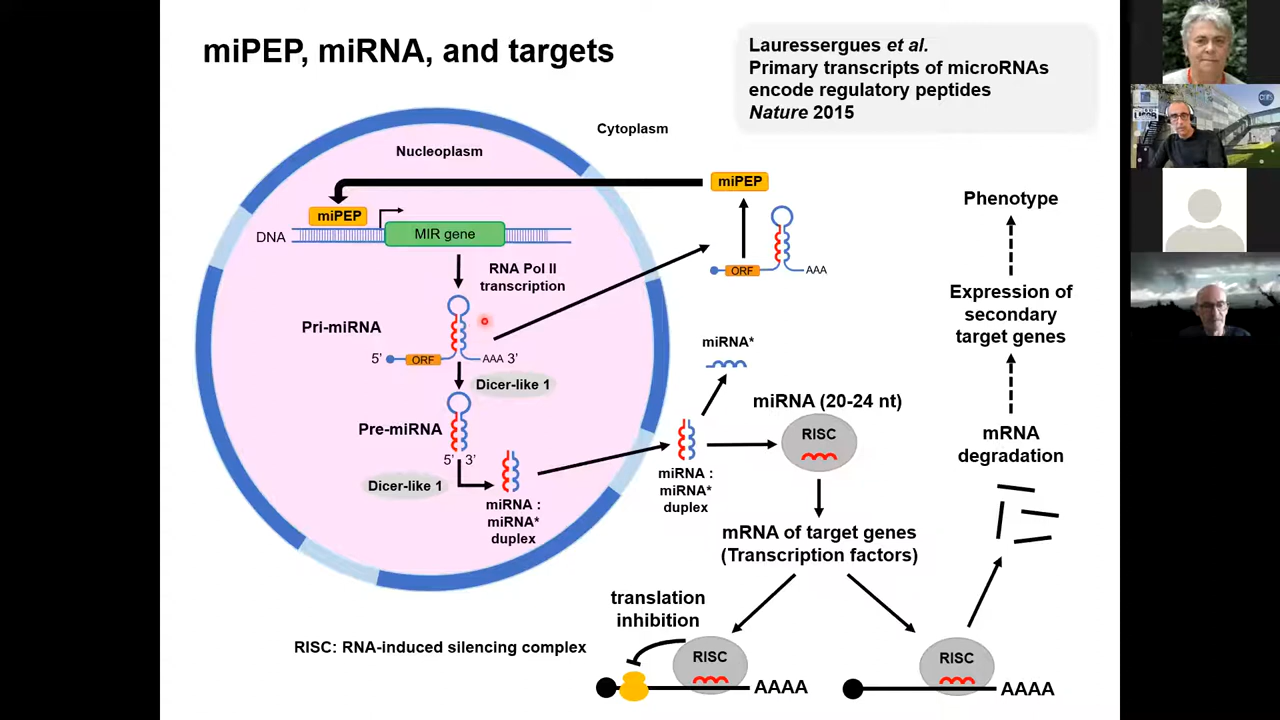 miPEP, miRNA, and targets
Lauressergues et al.
Primary transcripts of microRNAs
encode regulatory peptides
Nature 2015
Cytoplasm
Nucleoplasm
miPEP
miPEP
DNA
MIR gene
RNA Pol II
transcription
ORF
AAA
Pri-miRNA
5'
ORF
AAA 3'
Dicer-like 1
Pre-miRNA
5' 3'
Dicer-like 1
miRNA :
miRNA*
duplex
miRNA*
miRNA :
miRNA*
duplex
miRNA (20-24 nt)
RISC
mRNA of target genes
(Transcription factors)
translation
inhibition
RISC
AAAA
RISC
AAAA
mRNA
degradation
Expression of
secondary
target genes
Phenotype
RISC: RNA-induced silencing complex